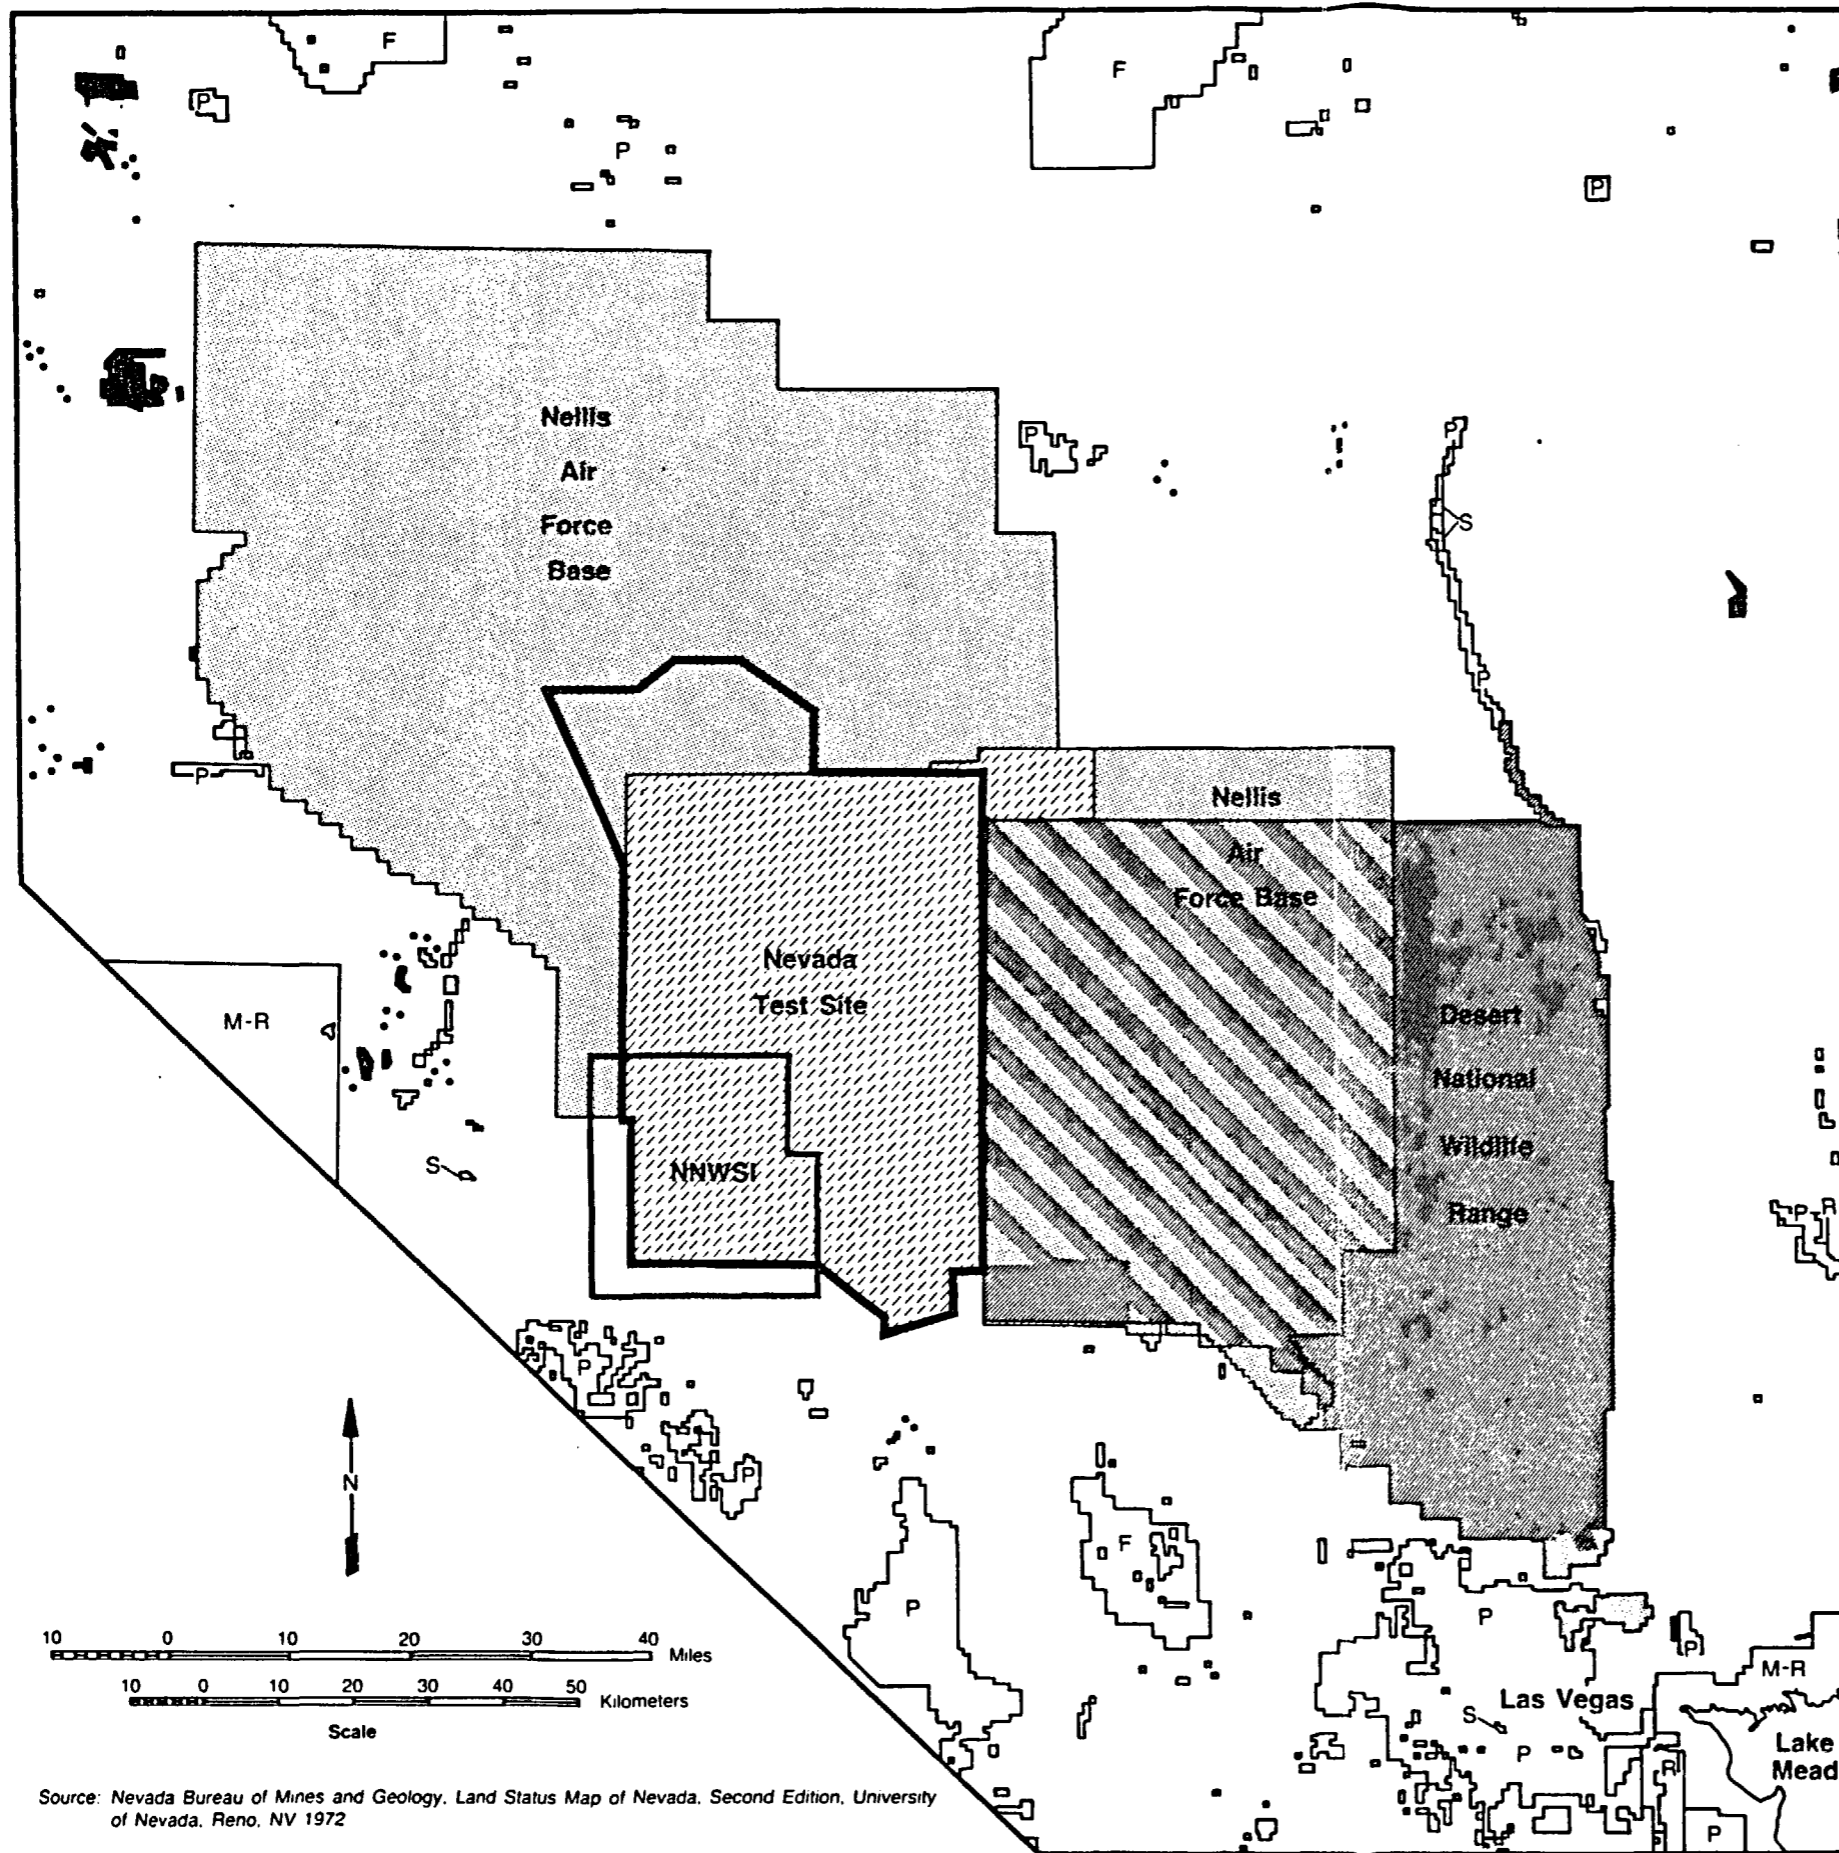 F
F
P
P
P
Nellis
Air
Force
Base
P
P
S
P
P
Nellis
Air
Force Base
Nevada
Test Site
M-R
Desert
National
Wildlife
Range
S
NNWSI
P R
P
P
N
F
P
P
P
M-R
Las Vegas
S
P
R
Lake
Mead
P
10 0 10 20 30 40 Miles
10 0 10 20 30 40 50 Kilometers
Scale
Source: Nevada Bureau of Mines and Geology, Land Status Map of Nevada, Second Edition, University
of Nevada, Reno, NV 1972